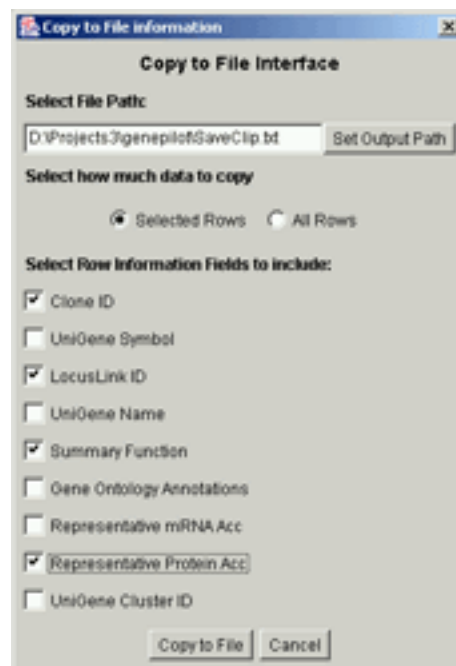 Copy to File information
Copy to File Interface
Select File Path:
D:\Projects3\genepilot\SaveClip.txt Set Output Path
Select how much data to copy
Selected Rows All Rows
Select Row Information Fields to include:
Clone ID
UniGene Symbol
LocusLink ID
UniGene Name
Summary Function
Gene Ontology Annotations
Representative mRNA Acc
Representative Protein Acc
UniGene Cluster ID
Copy to File Cancel